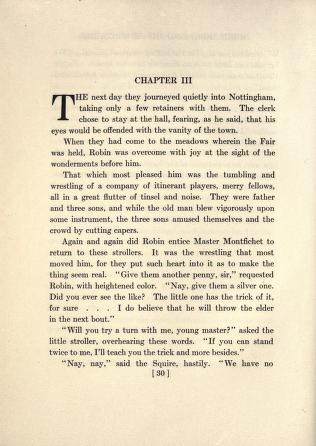 CHAPTER III
THE next day they journeyed quietly into Nottingham,
taking only a few retainers with them. The clerk
chose to stay at the hall, fearing, as he said, that his
eyes would be offended with the vanity of the town.
When they had come to the meadows wherein the Fair
was held, Robin was overcome with joy at the sight of the
wonderments before him.
That which most pleased him was the tumbling and
wrestling of a company of itinerant players, merry fellows,
all in a great flutter of tinsel and noise. They were father
and three sons, and while the old man blew vigorously upon
some instrument, the three sons amused themselves and the
crowd by cutting capers.
Again and again did Robin entice Master Montfichet to
return to these strollers. It was the wrestling that most
moved him, for they put such heart into it as to make the
thing seem real. “Give them another penny, sir,” requested
Robin, with heightened color. “Nay, give them a silver one.
Did you ever see the like? The little one has the trick of it,
for sure . . . I do believe that he will throw the elder
in the next bout.”
“Will you try a turn with me, young master?” asked the
little stroller, overhearing these words. “If you can stand
twice to me, I’ll teach you the trick and more besides.”
“Nay, nay,” said the Squire, hastily. “We have no
[ 30 ]